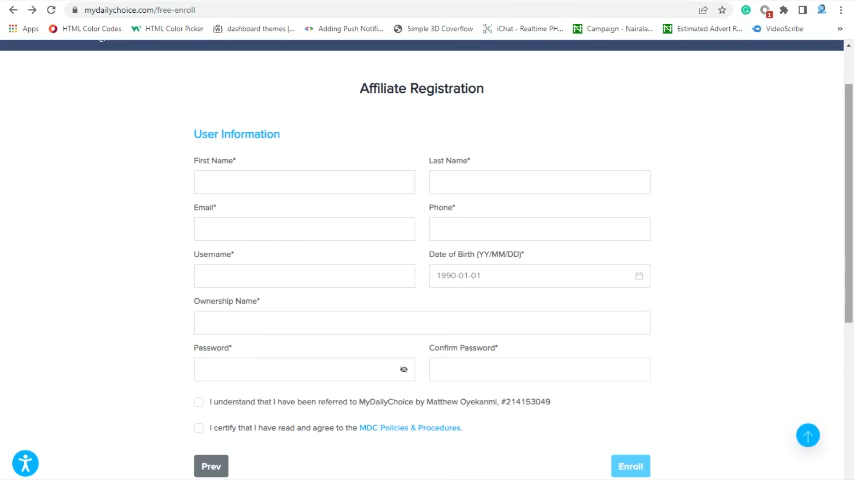 mydailychoice.com/free-enroll
Apps HTML Color Codes HTML Color Picker dashboard themes |... Adding Push Notifi... Simple 3D Coverflow iChat - Realtime PH... Campaign - Nairala... Estimated Advert R... VideoScribe »
Affiliate Registration
User Information
First Name* Last Name*
Email* Phone*
Username* Date of Birth (YY/MM/DD)*
1990-01-01
Ownership Name*
Password* Confirm Password*
I understand that I have been referred to MyDailyChoice by Matthew Oyekanmi, #214153049
I certify that I have read and agree to the MDC Policies & Procedures.
Prev Enroll